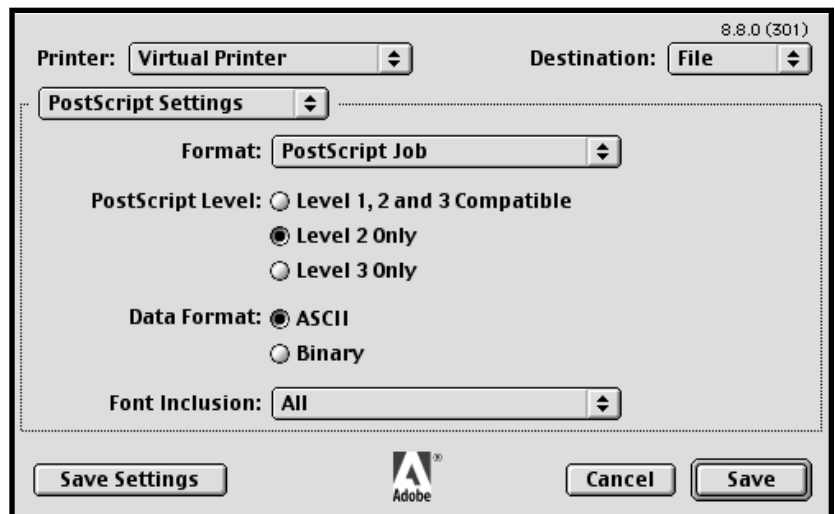 8.8.0 (301)
Printer: Virtual Printer Destination: File
PostScript Settings
Format: PostScript Job
PostScript Level: Level 1, 2 and 3 Compatible
Level 2 Only
Level 3 Only
Data Format: ASCII
Binary
Font Inclusion: All
Save Settings Adobe® Cancel Save